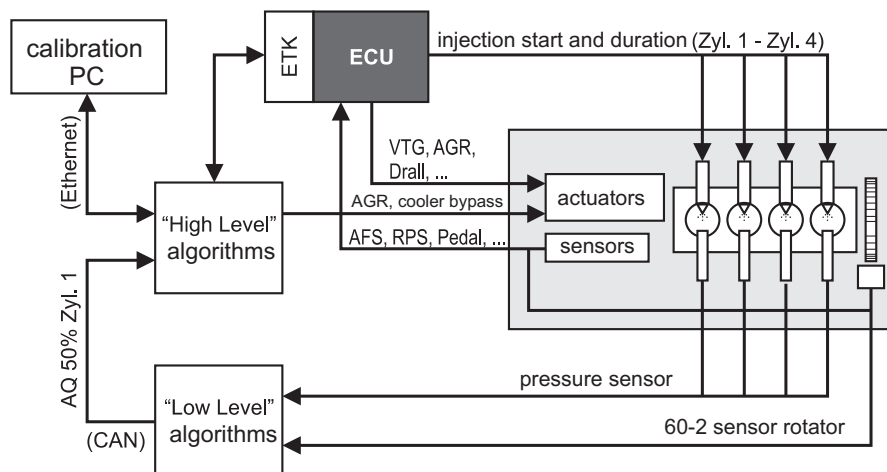 calibration
PC
ETK
ECU
injection start and duration (Zyl. 1 - Zyl. 4)
(Ethernet)
VTG, AGR,
Drall, ...
actuators
AGR, cooler bypass
"High Level"
algorithms
AFS, RPS, Pedal, ...
sensors
AQ 50% Zyl. 1
pressure sensor
"Low Level"
algorithms
(CAN)
60-2 sensor rotator